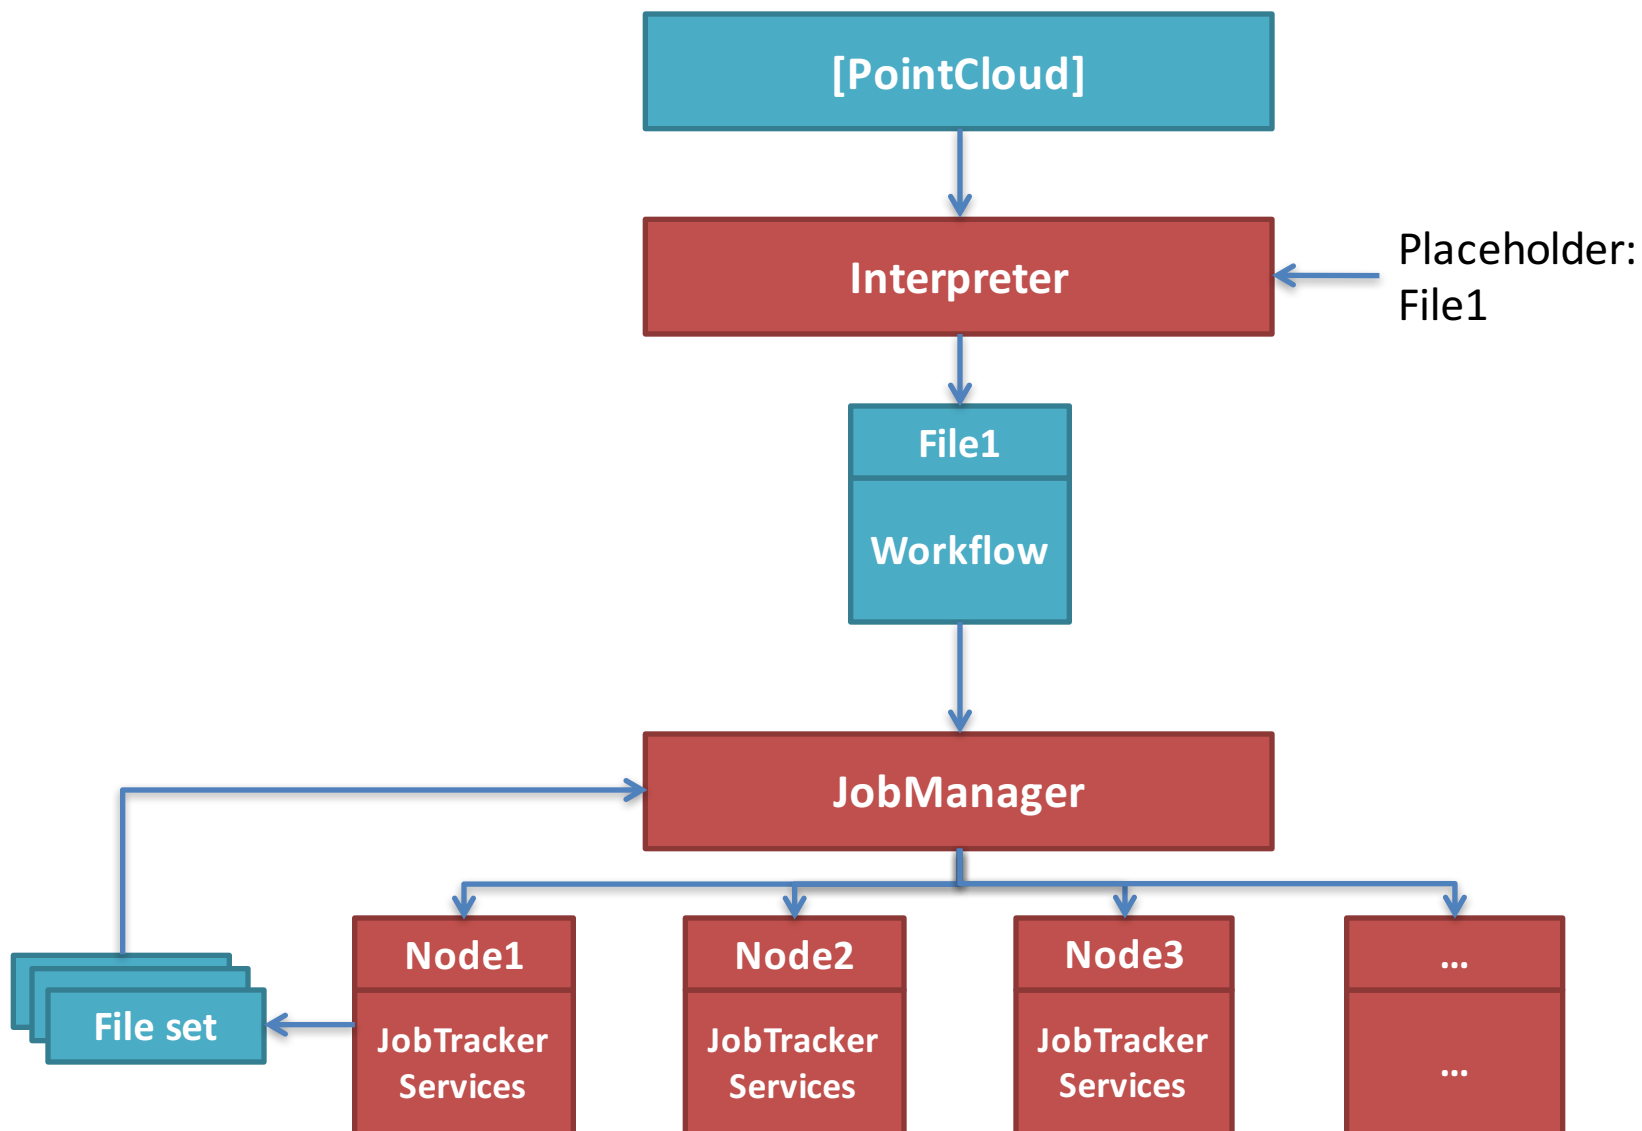 [PointCloud]
Interpreter
Placeholder:
File1
File1
Workflow
JobManager
Node1
Node2
Node3
...
File set
JobTracker
Services
JobTracker
Services
JobTracker
Services
...